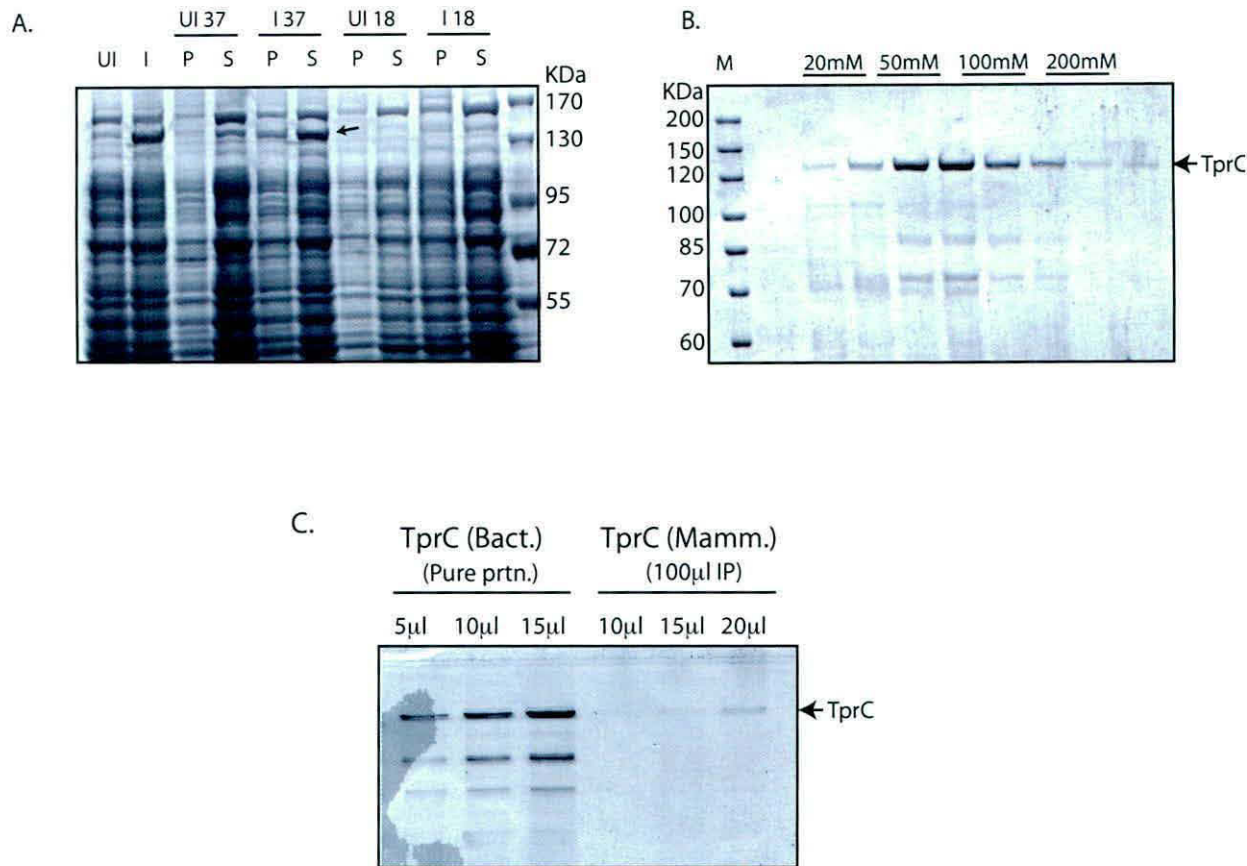 A.
UI 37 I 37 UI 18 I 18
UI I P S P S P S P S
KDa
170
130
95
72
55
B.
M 20mM 50mM 100mM 200mM
KDa
200
150
120
100
85
70
60
TprC
C.
TprC (Bact.) TprC (Mamm.)
(Pure prtn.) (100µl IP)
5µl 10µl 15µl 10µl 15µl 20µl
TprC